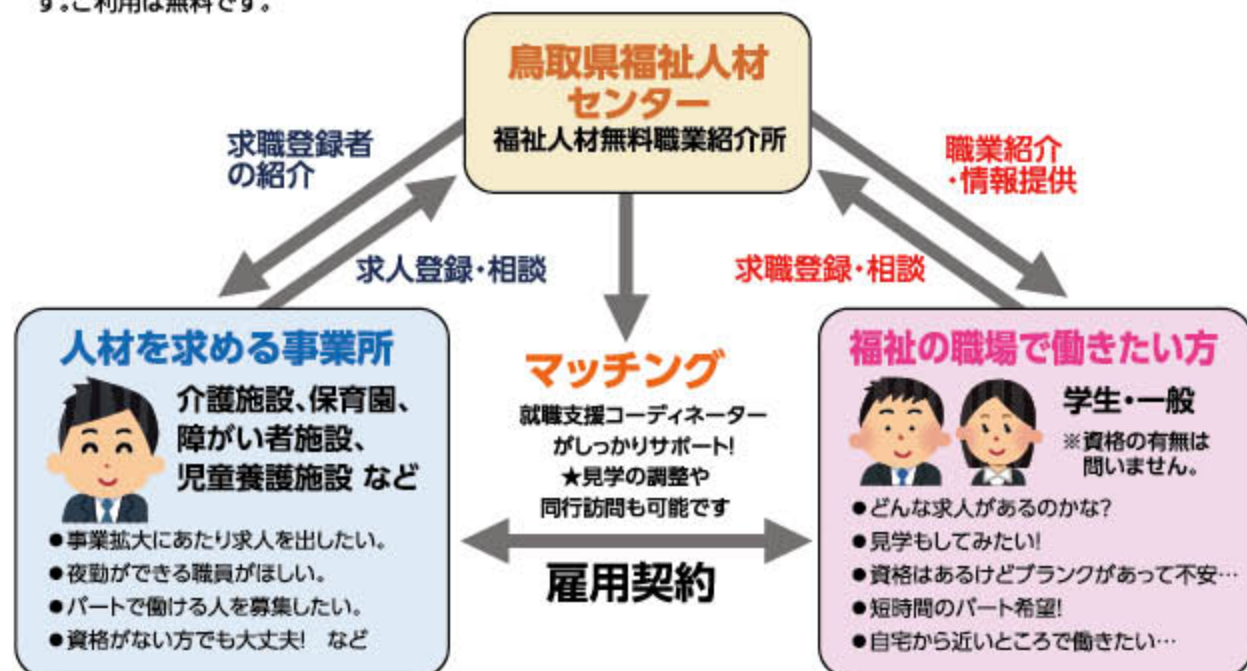 す。ご利用は無料です。
鳥取県福祉人材
センター
福祉人材無料職業紹介所
求職登録者
の紹介
職業紹介
・情報提供
求人登録・相談
求職登録・相談
人材を求める事業所
介護施設、保育園、
障がい者施設、
児童養護施設 など
●事業拡大にあたり求人を出したい。
●夜勤ができる職員がほしい。
●パートで働ける人を募集したい。
●資格がない方でも大丈夫! など
マッチング
就職支援コーディネーター
がしっかりサポート!
★見学の調整や
同行訪問も可能です
雇用契約
福祉の職場で働きたい方
学生・一般
※資格の有無は
問いません。
●どんな求人があるのかな?
●見学もしてみたい!
●資格はあるけどブランクがあって不安…
●短時間のパート希望!
●自宅から近いところで働きたい…